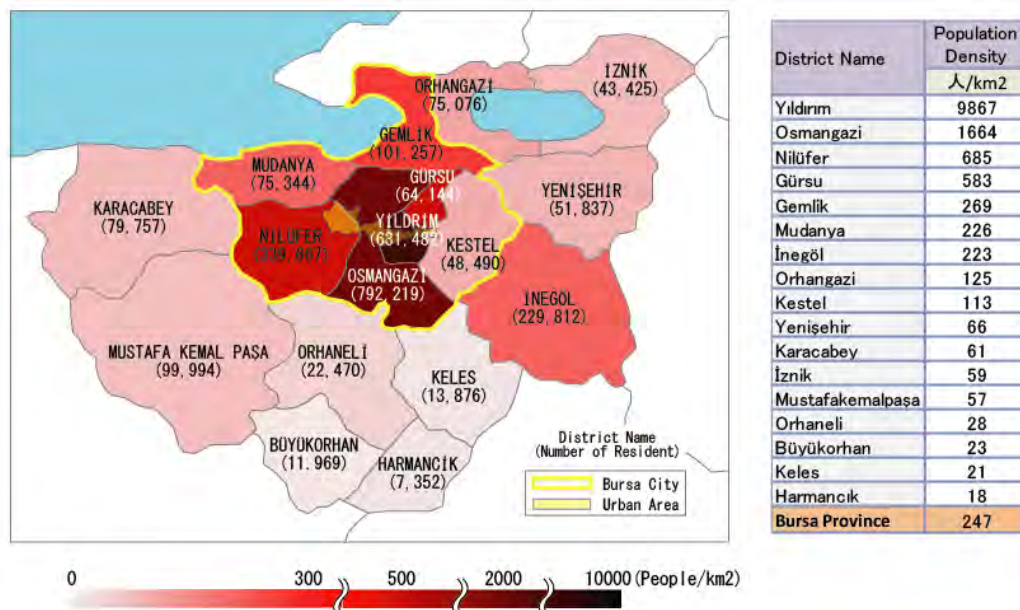 ORHANGAZİ
(75, 076)
İZNİK
(43, 425)
GEMLİK
(101, 257)
MUDANYA
(75, 344)
GÜRSU
(64, 144)
YENİŞEHİR
(51, 837)
KARACABEY
(79, 757)
NİLÜFER
YILDRIM
(631, 482)
KESTEL
(48, 490)
OSMANGAZİ
(792, 219)
İNEGÖL
(229, 812)
MUSTAFA KEMAL PAŞA
(99, 994)
ORHANELİ
(22, 470)
KELES
(13, 876)
BÜYÜKORHAN
(11. 969)
HARMANCİK
(7, 352)
District Name
(Number of Resident)
Bursa City
Urban Area
0 300 500 2000 10000 (People/km2)
District Name Population Density
人/km2
Yıldırım 9867
Osmangazi 1664
Nilüfer 685
Gürsu 583
Gemlik 269
Mudanya 226
İnegöl 223
Orhangazi 125
Kestel 113
Yenişehir 66
Karacabey 61
İznik 59
Mustafakemalpaşa 57
Orhaneli 28
Büyükorhan 23
Keles 21
Harmancık 18
Bursa Province 247